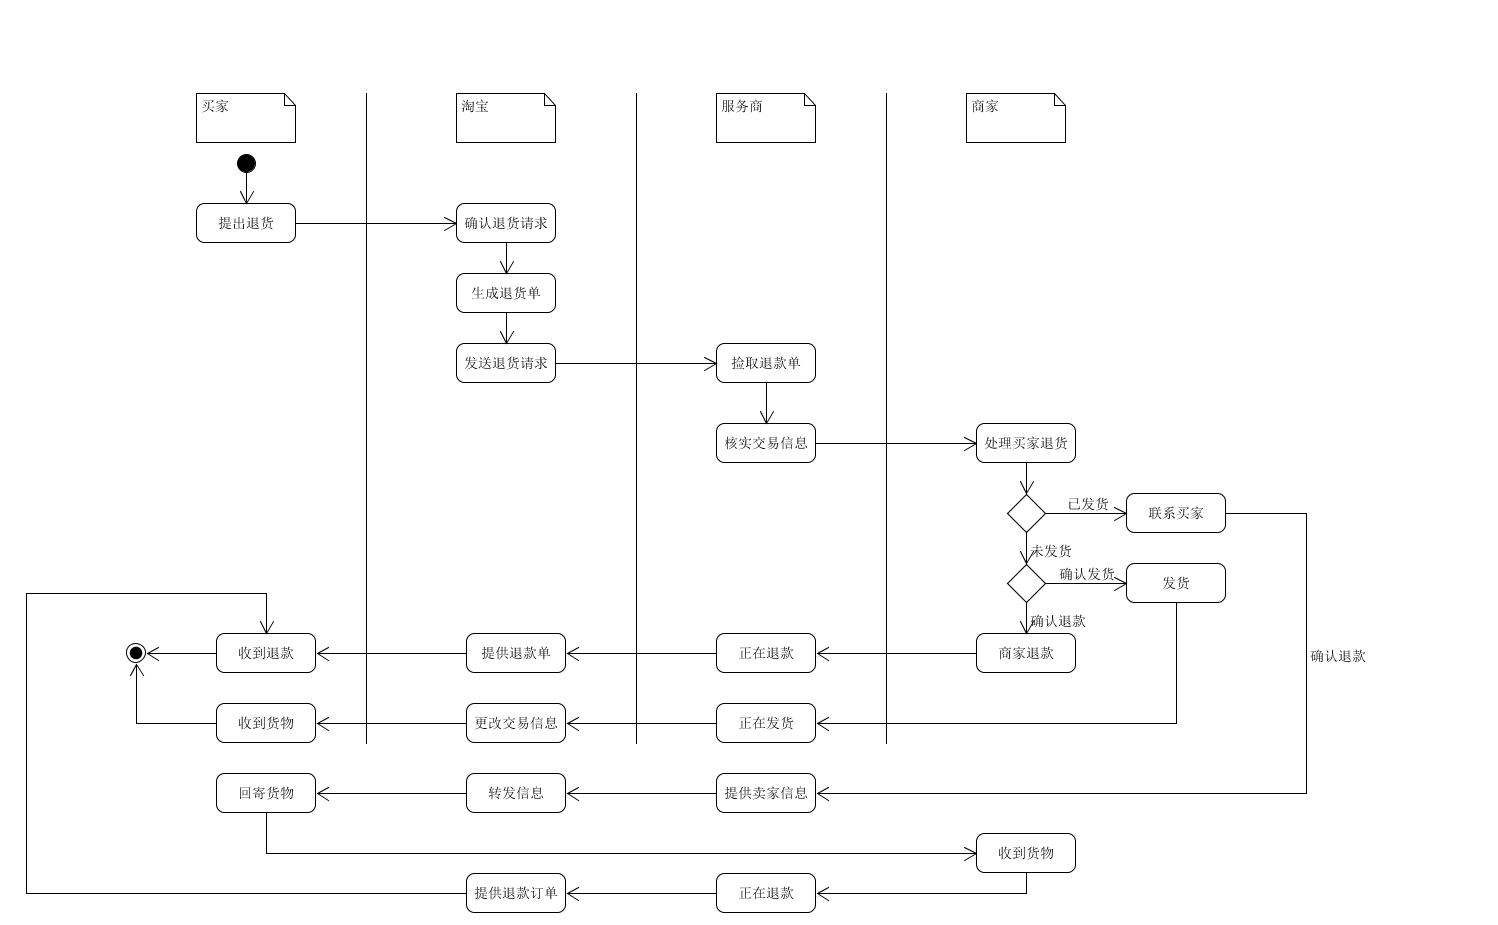 买家
淘宝
服务商
商家
提出退货
确认退货请求
生成退货单
发送退货请求
捡取退款单
核实交易信息
处理买家退货
已发货
联系买家
未发货
确认发货
发货
确认退款
收到退款
提供退款单
正在退款
商家退款
确认退款
收到货物
更改交易信息
正在发货
回寄货物
转发信息
提供卖家信息
收到货物
提供退款订单
正在退款